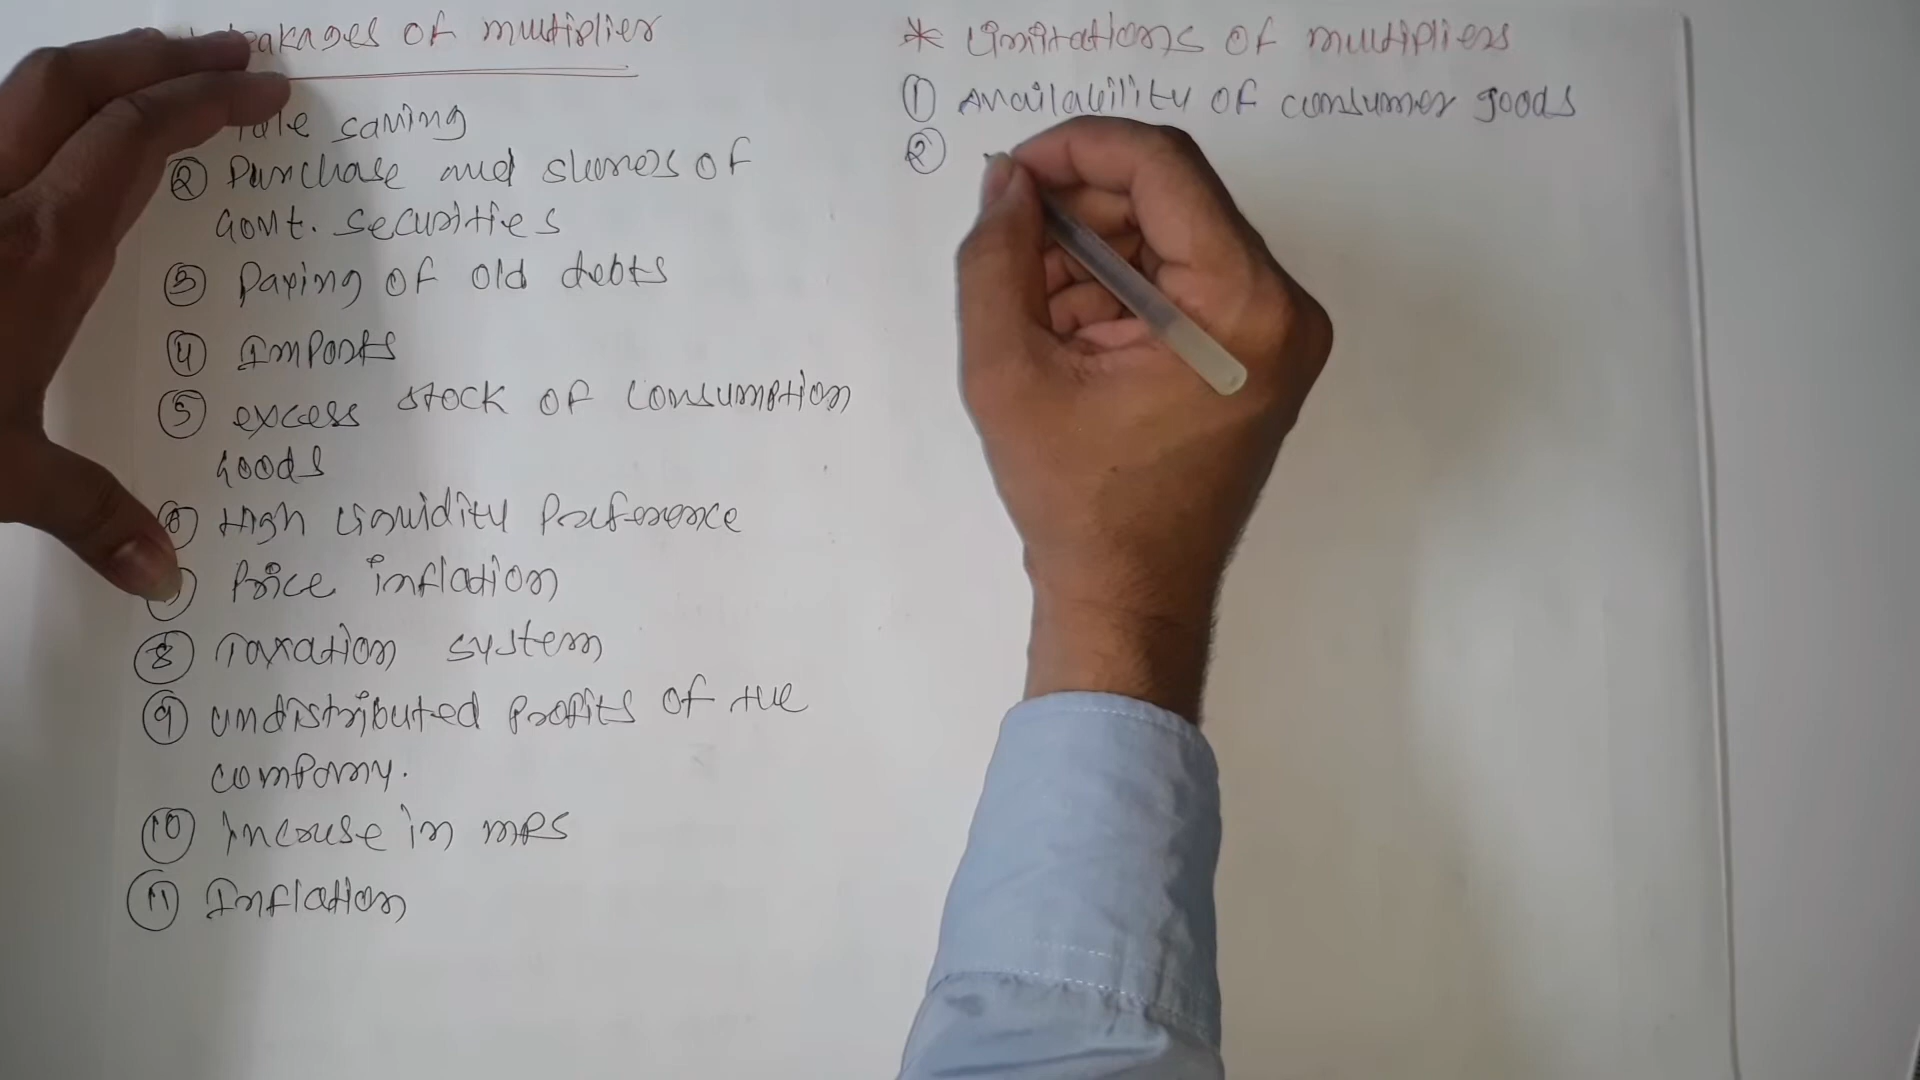 eakages of multiplier
saving
② Purchase and shares of
Govt. securities
③ Paying of old debts
④ Imports
⑤ excess stock of consumption
goods
⑥ High Liquidity Preference
Price inflation
⑧ Taxation system
⑨ undistributed profits of the
company.
⑩ increase in mps
⑪ Inflation
* Limitations of multipliers
① Availability of consumer goods
②